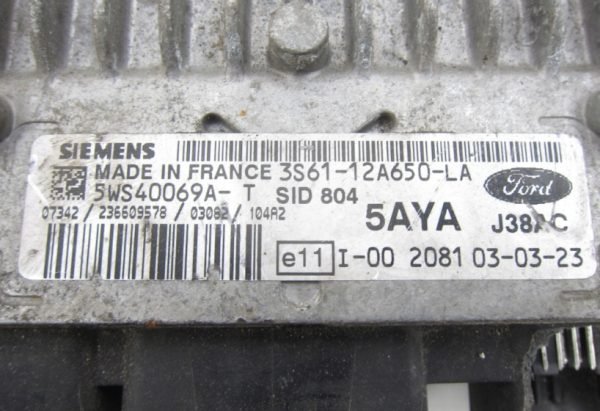 SIEMENS
MADE IN FRANCE 3S61-12A650-LA
5WS40069A- T SID 804
Ford
07342 / 236609578 / 03082 / 104A2
5AYA J38AC
e11 I-00 2081 03-03-23